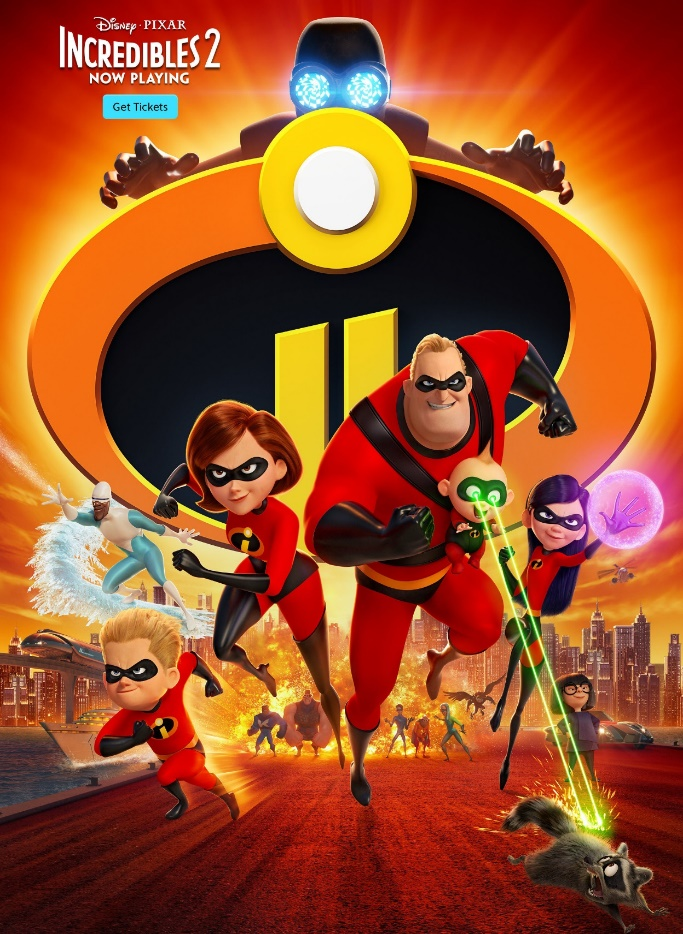 Disney · PIXAR
INCREDIBLES 2
NOW PLAYING
Get Tickets